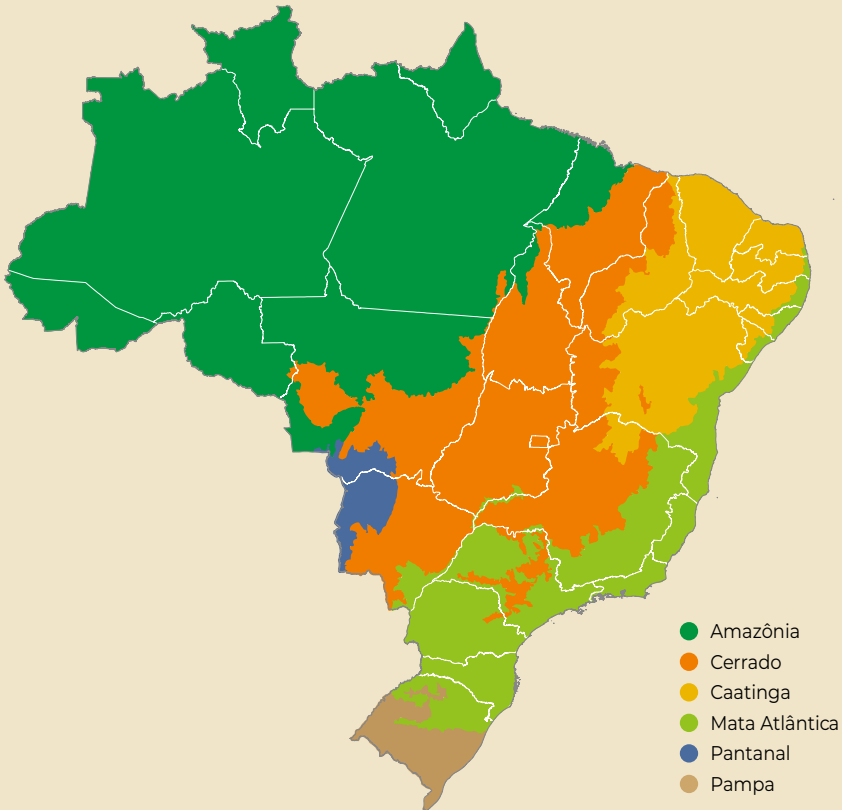 Amazônia
Cerrado
Caatinga
Mata Atlântica
Pantanal
Pampa